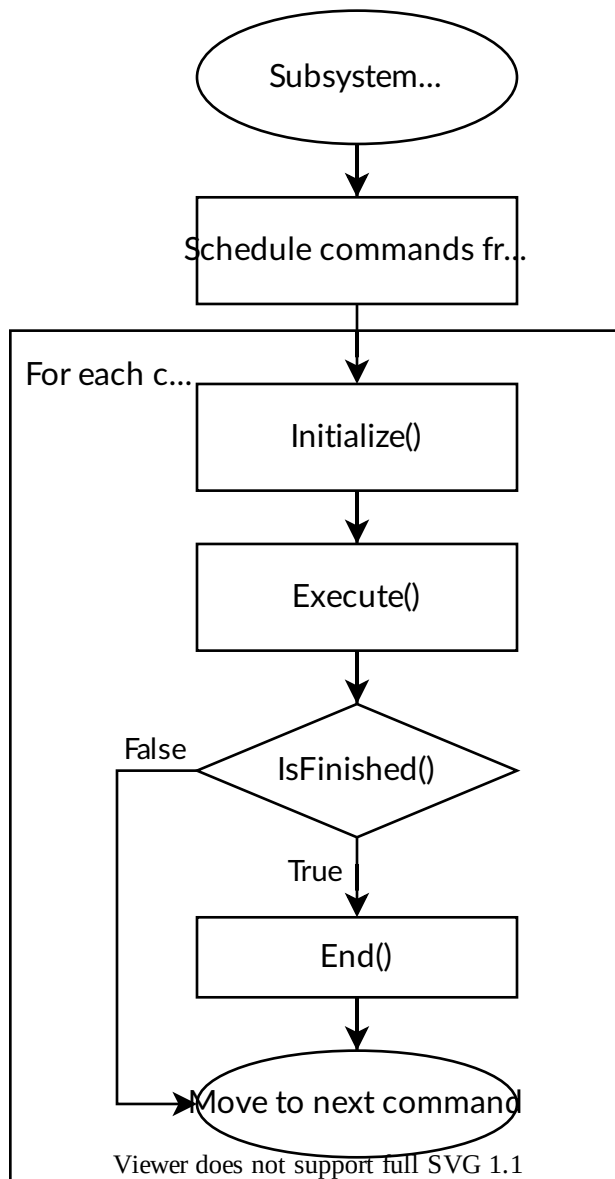 Subsystem...
Schedule commands fr...
For each c...
Initialize()
Execute()
False
IsFinished()
True
End()
Move to next command
Viewer does not support full SVG 1.1